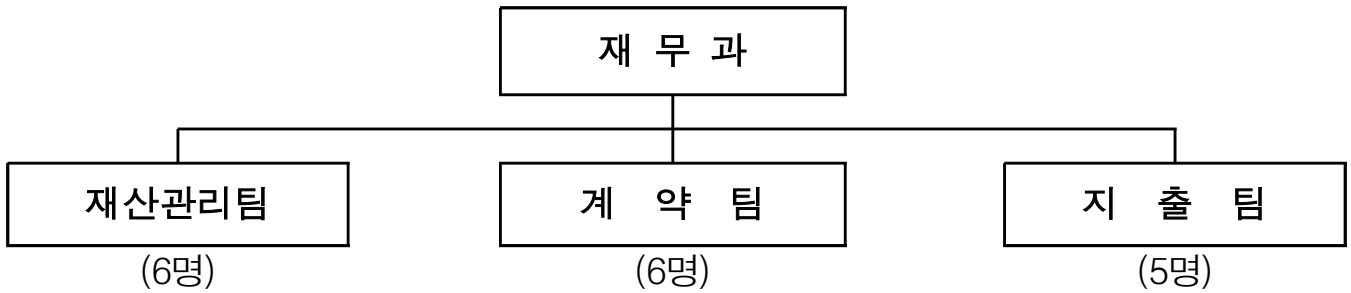 재 무 과
재산관리팀 계 약 팀 지 출 팀
(6명) (6명) (5명)